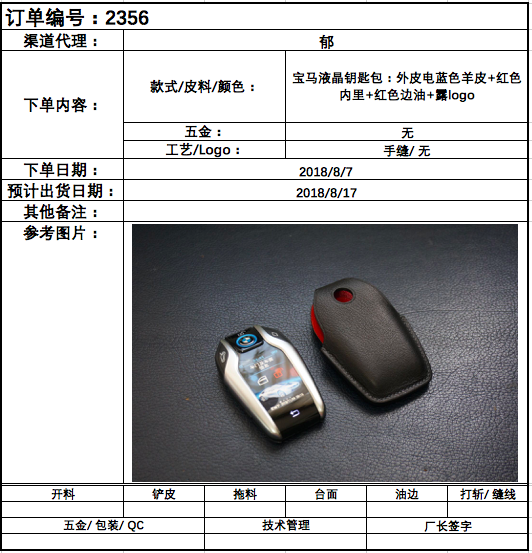 订单编号：2356
渠道代理：
郁
下单内容：
款式/皮料/颜色：
宝马液晶钥匙包：外皮电蓝色羊皮+红色
内里+红色边油+露logo
五金：
无
工艺/Logo：
手缝/ 无
下单日期：
2018/8/7
预计出货日期：
2018/8/17
其他备注：
参考图片：
开料
铲皮
拖料
台面
油边
打斩/ 缝线
五金/ 包装/ QC
技术管理
厂长签字